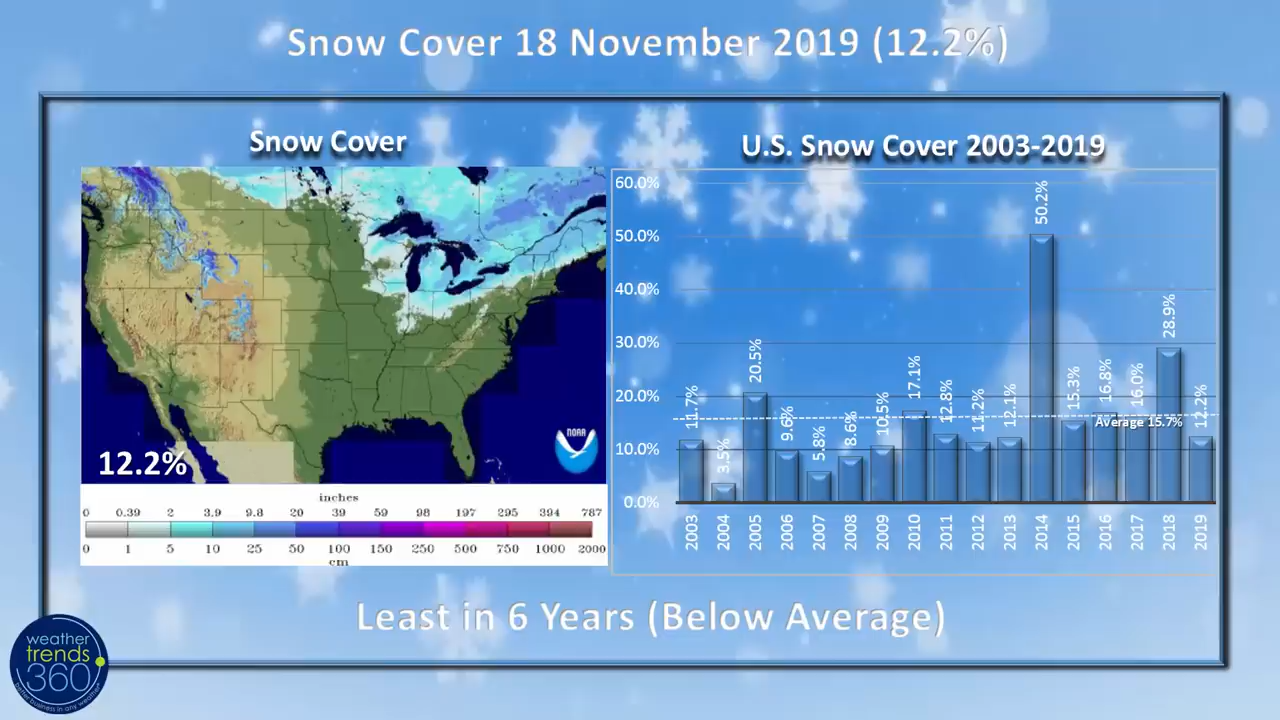 Snow Cover 18 November 2019 (12.2%)
Snow Cover
NOAA
12.2%
inches
0 0.39 2 3.9 9.8 20 39 59 98 197 295 394 787
0 1 5 10 25 50 100 150 250 500 750 1000 2000
cm
U.S. Snow Cover 2003-2019
60.0%
50.0%
40.0%
30.0%
20.0%
10.0%
0.0%
11.7% 3.5% 20.5% 9.6% 5.8% 8.6% 10.5% 17.1% 12.8% 11.2% 12.1% 50.2% 15.3% 16.8% 16.0% 28.9% 12.2%
Average 15.7%
2003 2004 2005 2006 2007 2008 2009 2010 2011 2012 2013 2014 2015 2016 2017 2018 2019
Least in 6 Years (Below Average)
weather
trends
360
better business in any weather